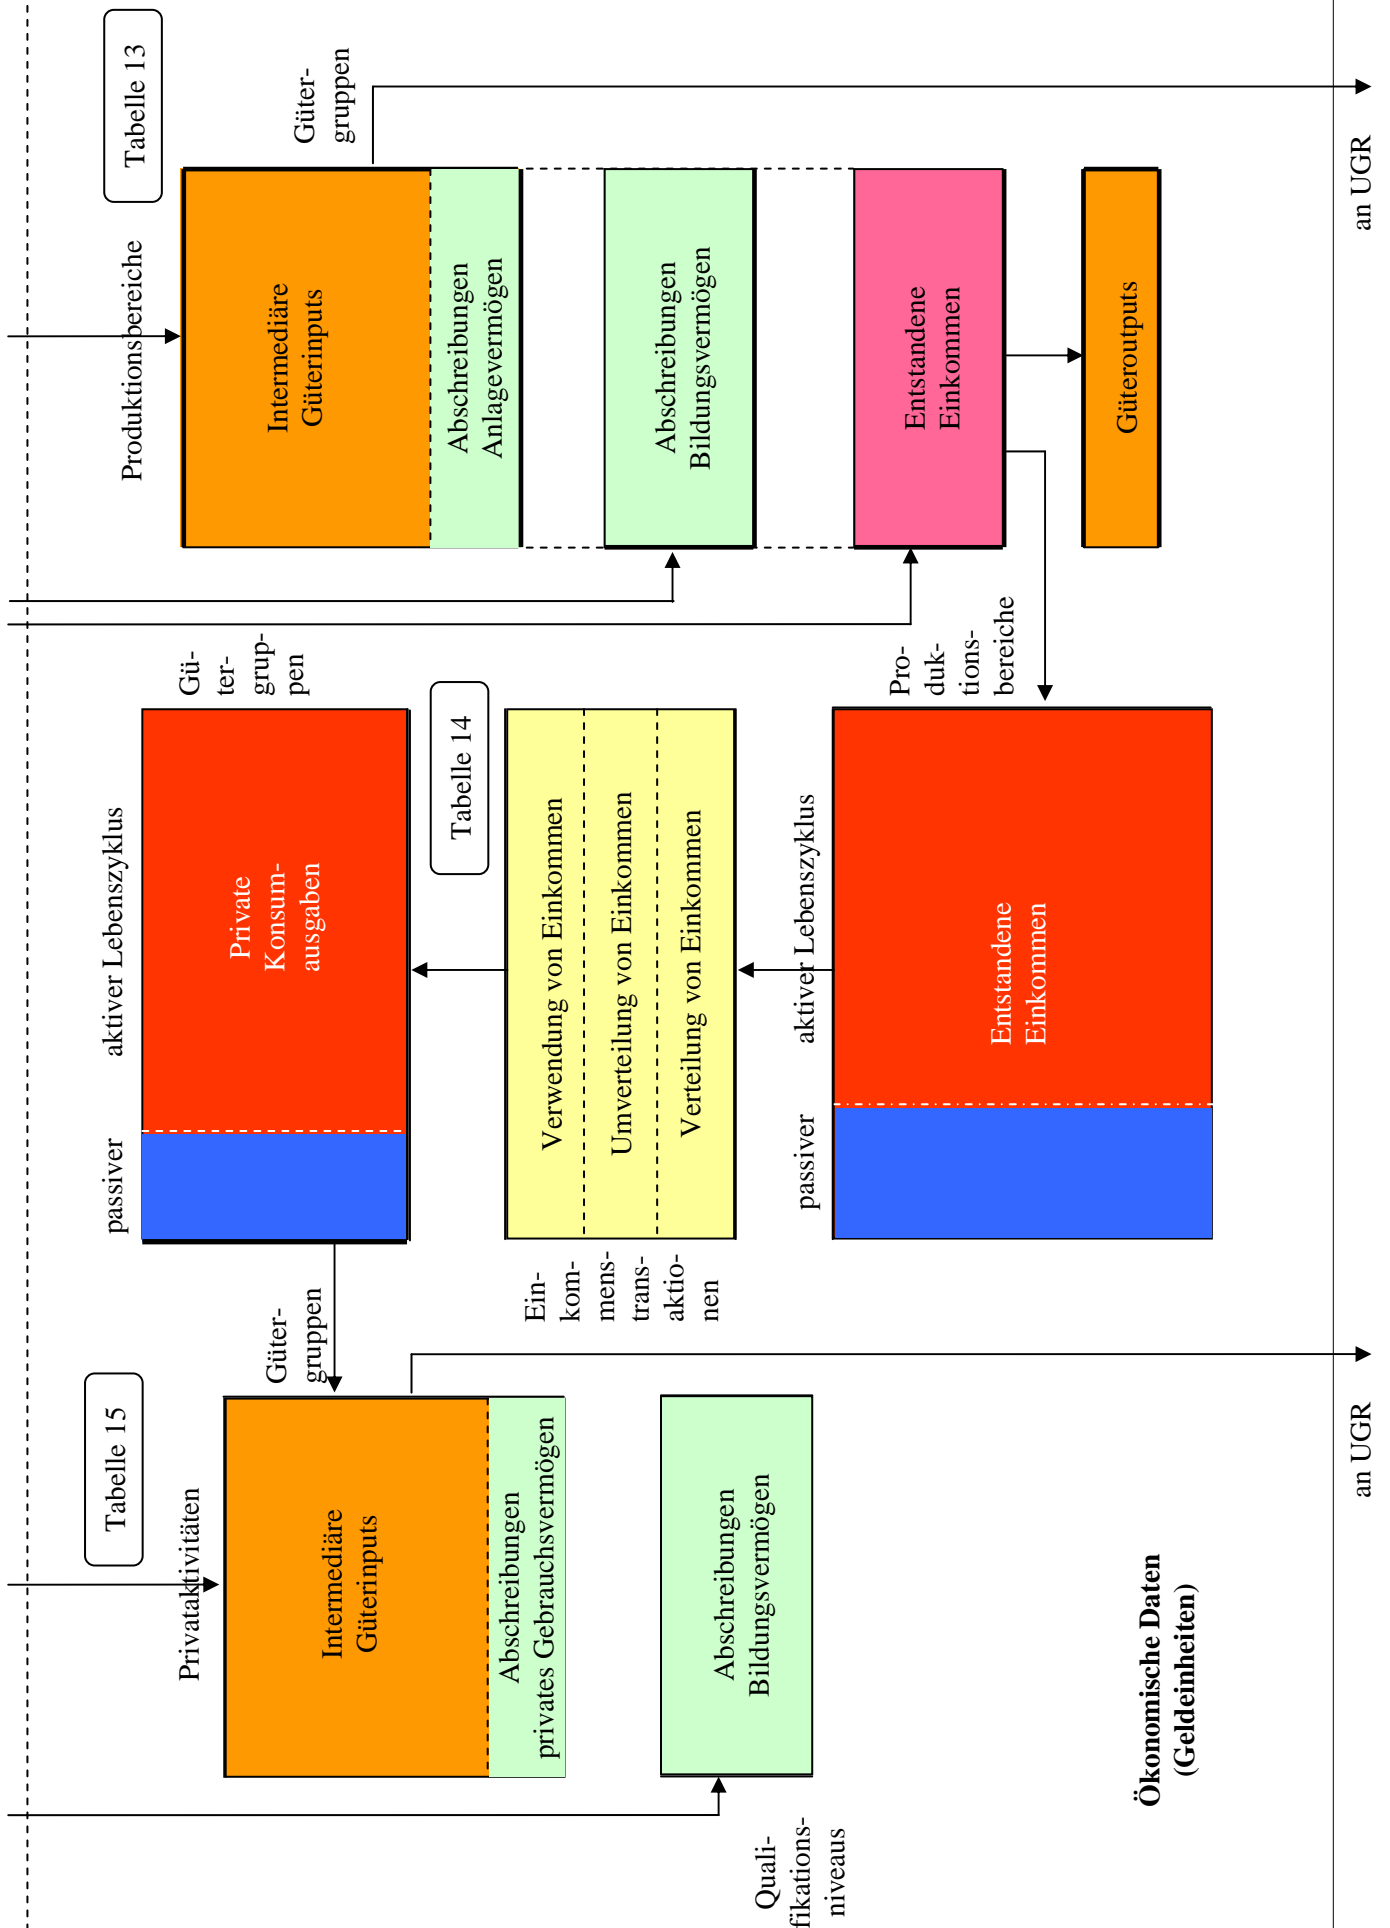 Tabelle 15
Privataktivitäten
Intermediäre
Güterinputs
Abschreibungen
privates Gebrauchsvermögen
Abschreibungen
Bildungsvermögen
Quali-
fikations-
niveaus
Güter-
gruppen
an UGR
Ökonomische Daten
(Geldeinheiten)
passiver
aktiver Lebenszyklus
Private
Konsum-
ausgaben
Gü-
ter-
grup-
pen
Tabelle 14
Ein-
kom-
mens-
trans-
aktio-
nen
Verwendung von Einkommen
Umverteilung von Einkommen
Verteilung von Einkommen
passiver
aktiver Lebenszyklus
Entstandene
Einkommen
Pro-
duk-
tions-
bereiche
Tabelle 13
Produktionsbereiche
Güter-
gruppen
Intermediäre
Güterinputs
Abschreibungen
Anlagevermögen
Abschreibungen
Bildungsvermögen
Entstandene
Einkommen
Güteroutputs
an UGR